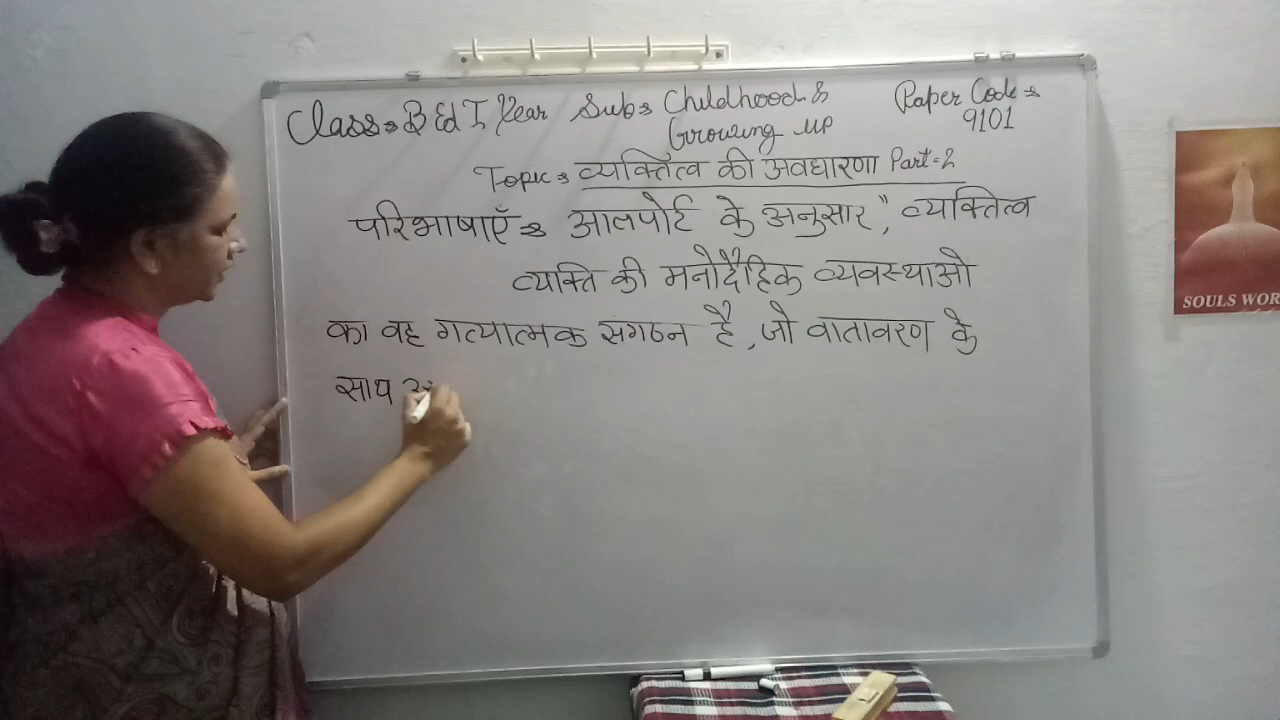 Class = B Ed I Year Sub = Childhood & Growing up Paper Code = 9101
Topic = व्यक्तित्व की अवधारणा Part = 2
परिभाषाएँ = आलपोर्ट के अनुसार, " व्यक्तित्व
व्यक्ति की मनोदैहिक व्यवस्थाओ
का वह गत्यात्मक संगठन है, जो वातावरण के
साथ
SOULS WOR